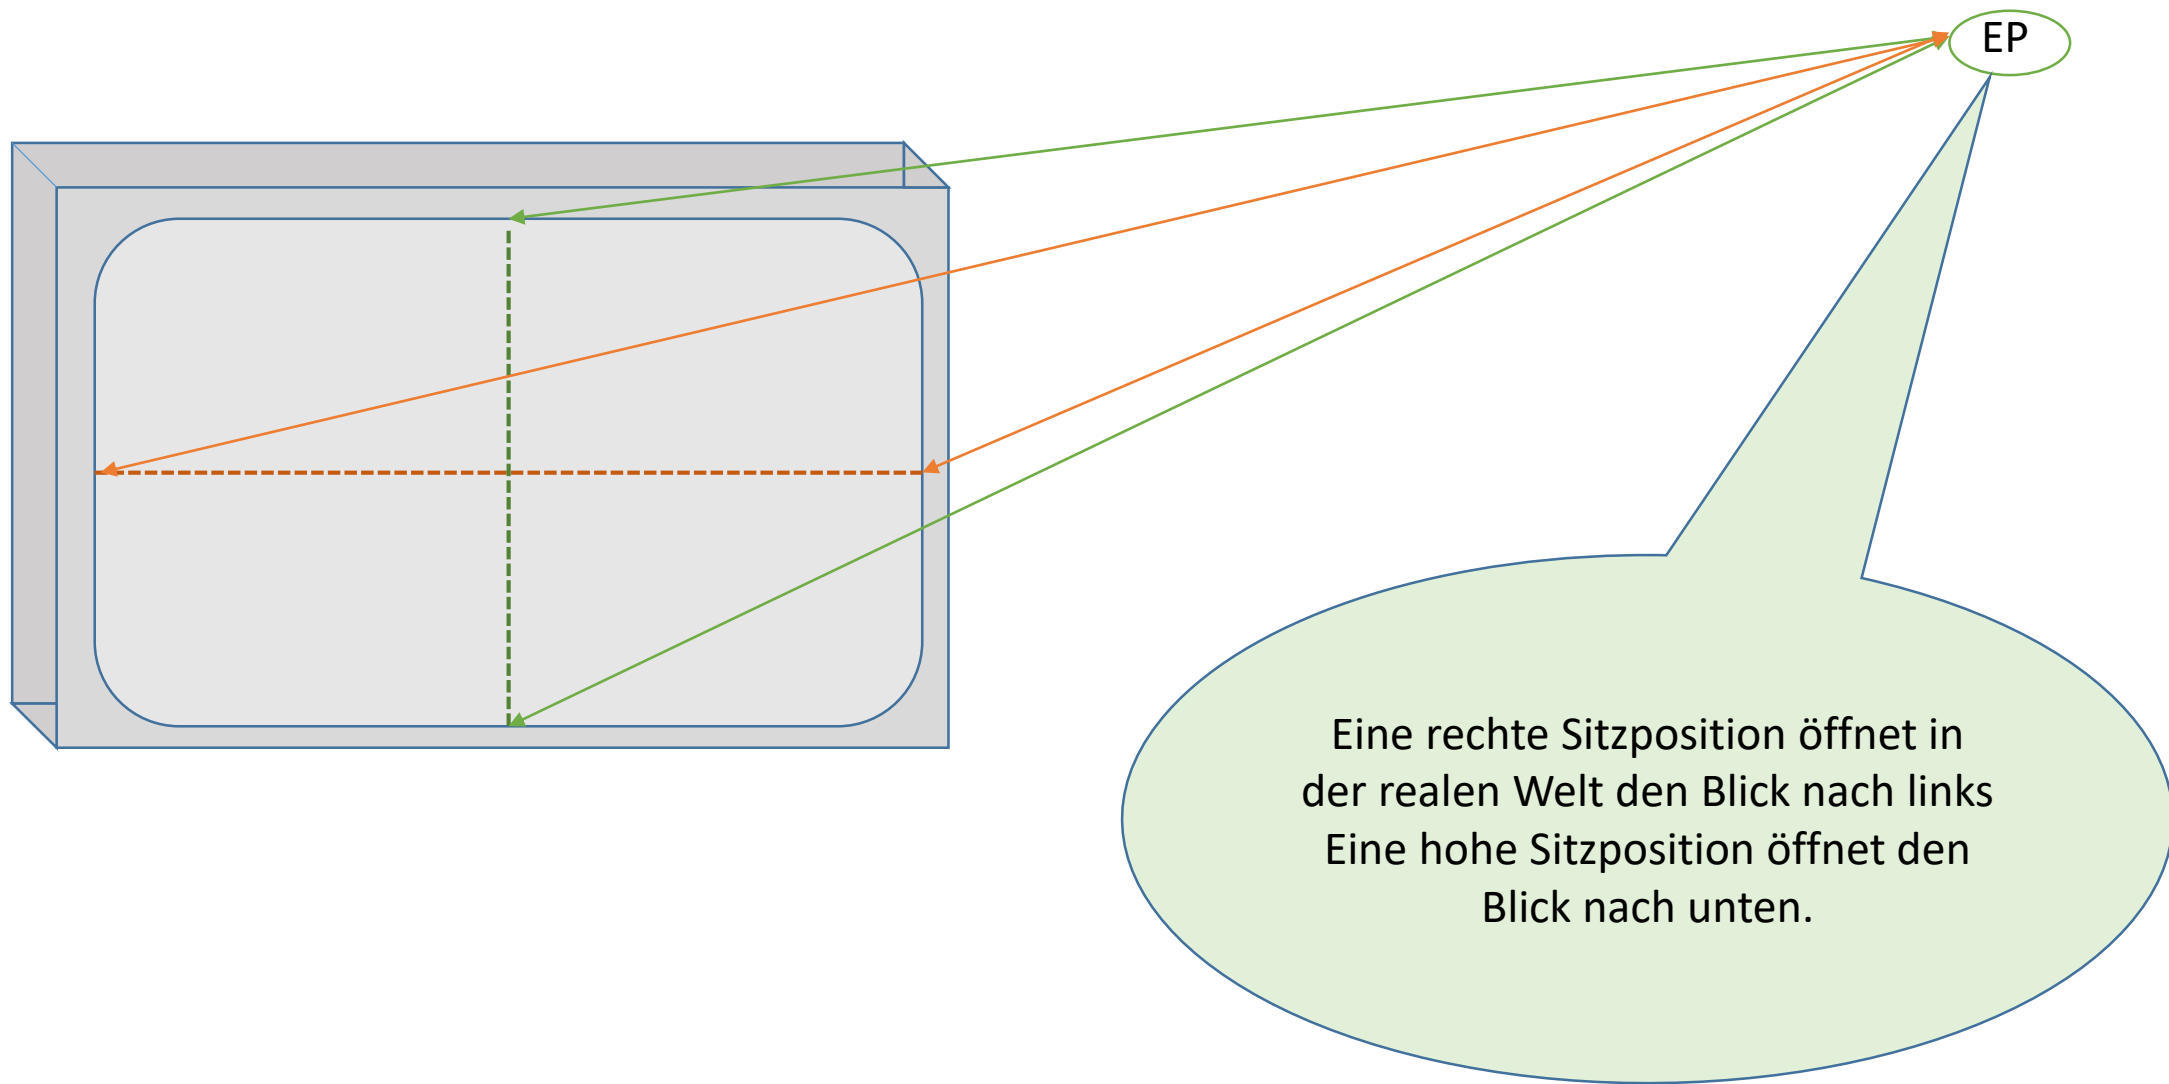 EP
Eine rechte Sitzposition öffnet in
der realen Welt den Blick nach links
Eine hohe Sitzposition öffnet den
Blick nach unten.